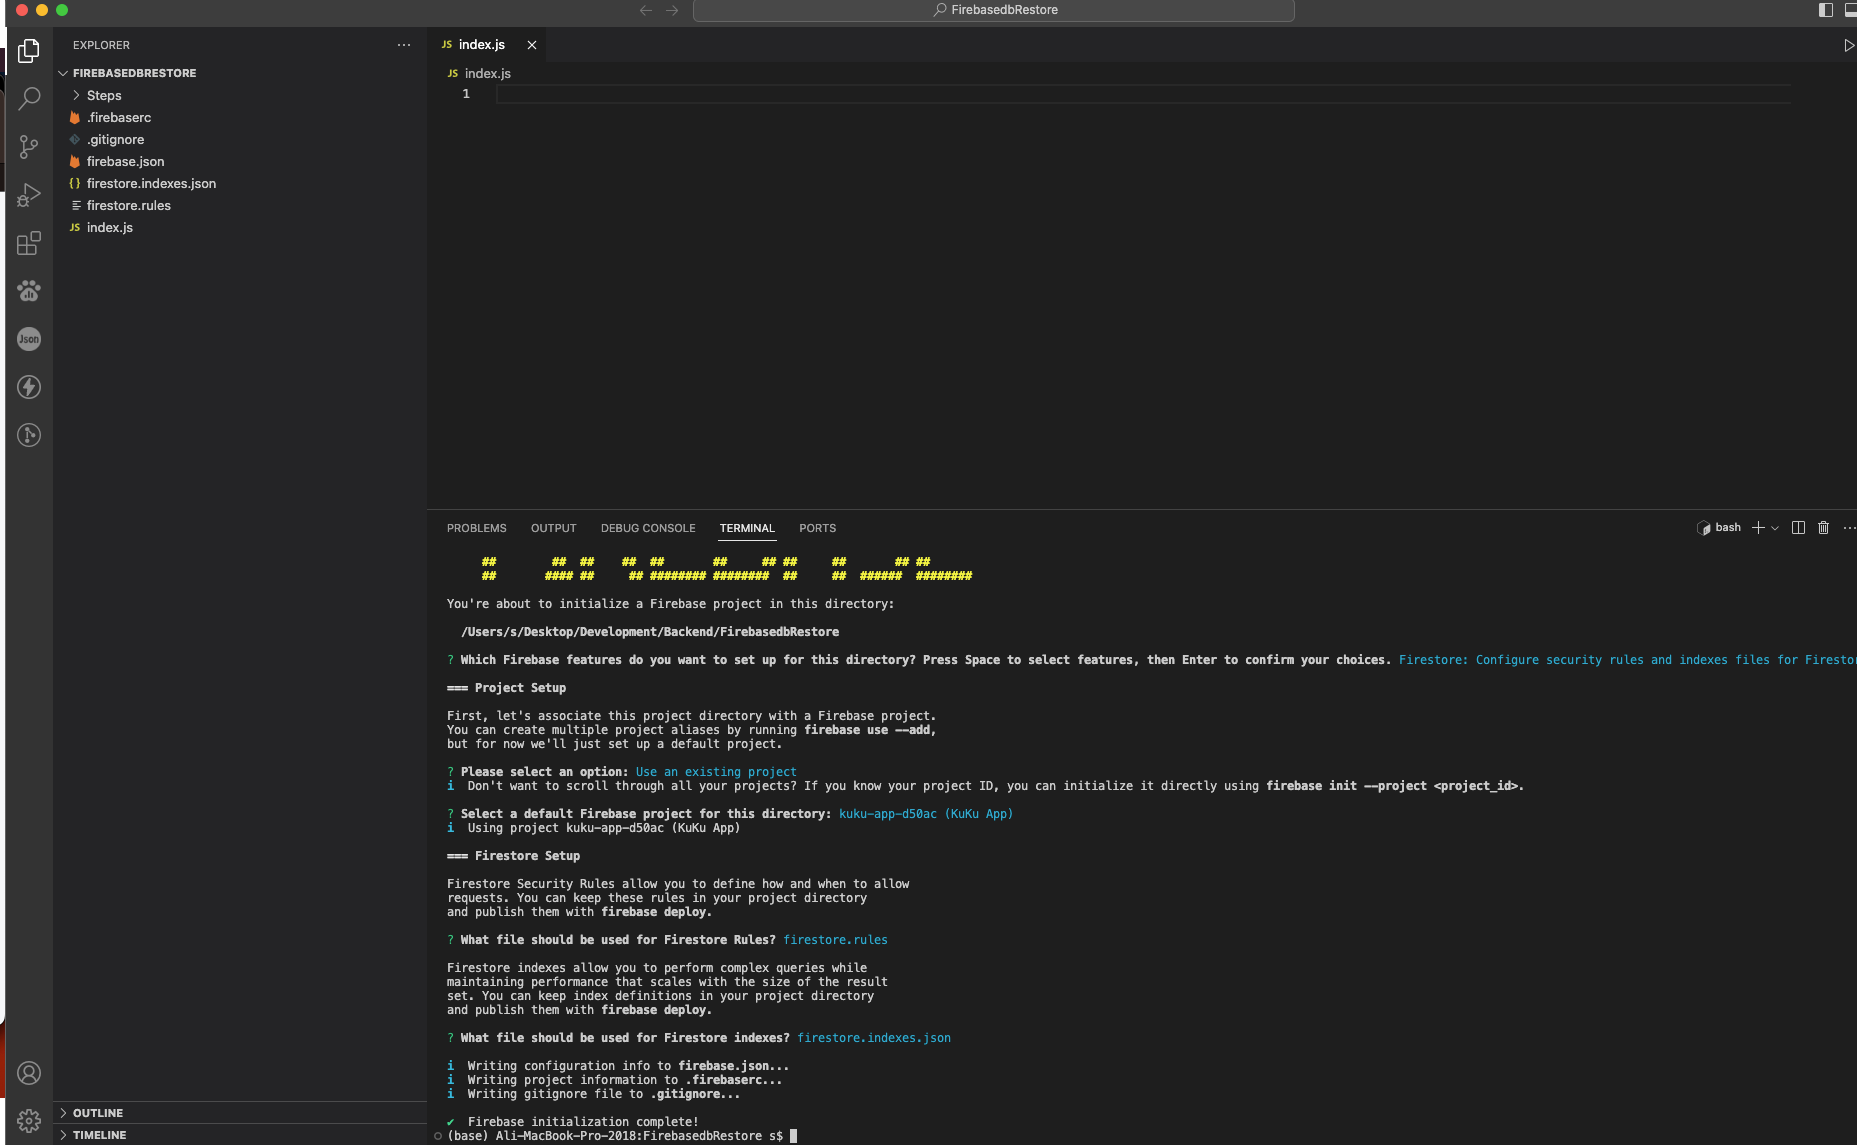 FirebasedbRestore
EXPLORER
FIREBASEDBRESTORE
Steps
.firebaserc
.gitignore
firebase.json
{} firestore.indexes.json
firestore.rules
JS index.js
Json
OUTLINE
TIMELINE
JS index.js
JS index.js
1
PROBLEMS OUTPUT DEBUG CONSOLE TERMINAL PORTS
bash
## ## ## ## ## ## ## ## ## ## ##
## #### ## ## ######## ######## ## ## ###### ########
You're about to initialize a Firebase project in this directory:
/Users/s/Desktop/Development/Backend/FirebasedbRestore
? Which Firebase features do you want to set up for this directory? Press Space to select features, then Enter to confirm your choices. Firestore: Configure security rules and indexes files for Firestor
=== Project Setup
First, let's associate this project directory with a Firebase project.
You can create multiple project aliases by running firebase use --add,
but for now we'll just set up a default project.
? Please select an option: Use an existing project
i Don't want to scroll through all your projects? If you know your project ID, you can initialize it directly using firebase init --project <project_id>.
? Select a default Firebase project for this directory: kuku-app-d50ac (KuKu App)
i Using project kuku-app-d50ac (KuKu App)
=== Firestore Setup
Firestore Security Rules allow you to define how and when to allow
requests. You can keep these rules in your project directory
and publish them with firebase deploy.
? What file should be used for Firestore Rules? firestore.rules
Firestore indexes allow you to perform complex queries while
maintaining performance that scales with the size of the result
set. You can keep index definitions in your project directory
and publish them with firebase deploy.
? What file should be used for Firestore indexes? firestore.indexes.json
i Writing configuration info to firebase.json...
i Writing project information to .firebaserc...
i Writing gitignore file to .gitignore...
✔ Firebase initialization complete!
(base) Ali-MacBook-Pro-2018:FirebasedbRestore s$